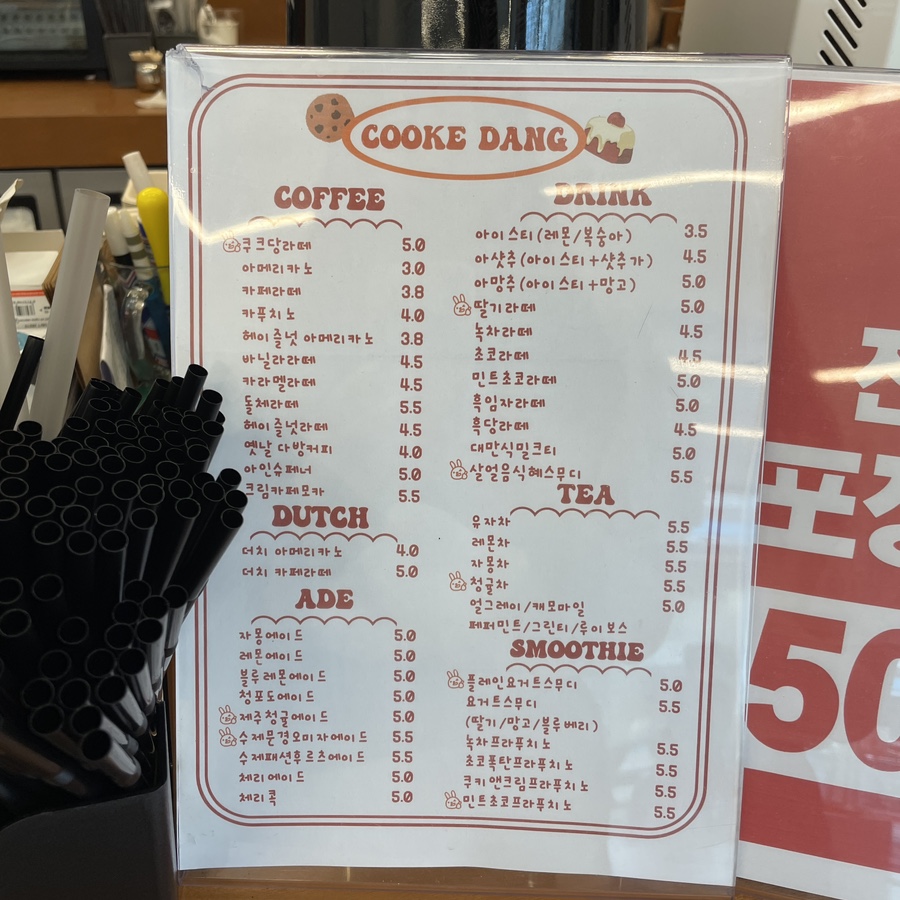 COOKE DANG
COFFEE
쿠크당라떼 5.0
아메리카노 3.0
카페라떼 3.8
카푸치노 4.0
헤이즐넛 아메리카노 3.8
바닐라라떼 4.5
카라멜라떼 4.5
돌체라떼 5.5
헤이즐넛라떼 4.5
옛날다방커피 4.0
아인슈페너 5.0
크림카페모카 5.5
DUTCH
더치 아메리카노 4.0
더치 카페라떼 5.0
ADE
자몽에이드 5.0
레몬에이드 5.0
블루레몬에이드 5.0
청포도에이드 5.0
제주청귤에이드 5.0
수제문경오미자에이드 5.5
수제패션후르츠에이드 5.5
체리에이드 5.0
체리콕 5.0
DRINK
아이스티(레몬/복숭아) 3.5
아샷추(아이스티+샷추가) 4.5
아망추(아이스티+망고) 5.0
딸기라떼 5.0
녹차라떼 4.5
초코라떼 4.5
민트초코라떼 5.0
흑임자라떼 5.0
흑당라떼 4.5
대만식밀크티 5.0
살얼음식혜스무디 5.5
TEA
유자차 5.5
레몬차 5.5
자몽차 5.5
청귤차 5.5
얼그레이/캐모마일 5.0
페퍼민트/그린티/루이보스
SMOOTHIE
플레인요거트스무디 5.0
요거트스무디 5.5
(딸기/망고/블루베리)
녹차프라푸치노 5.5
초코폭탄프라푸치노 5.5
쿠키앤크림프라푸치노 5.5
민트초코프라푸치노 5.5
50